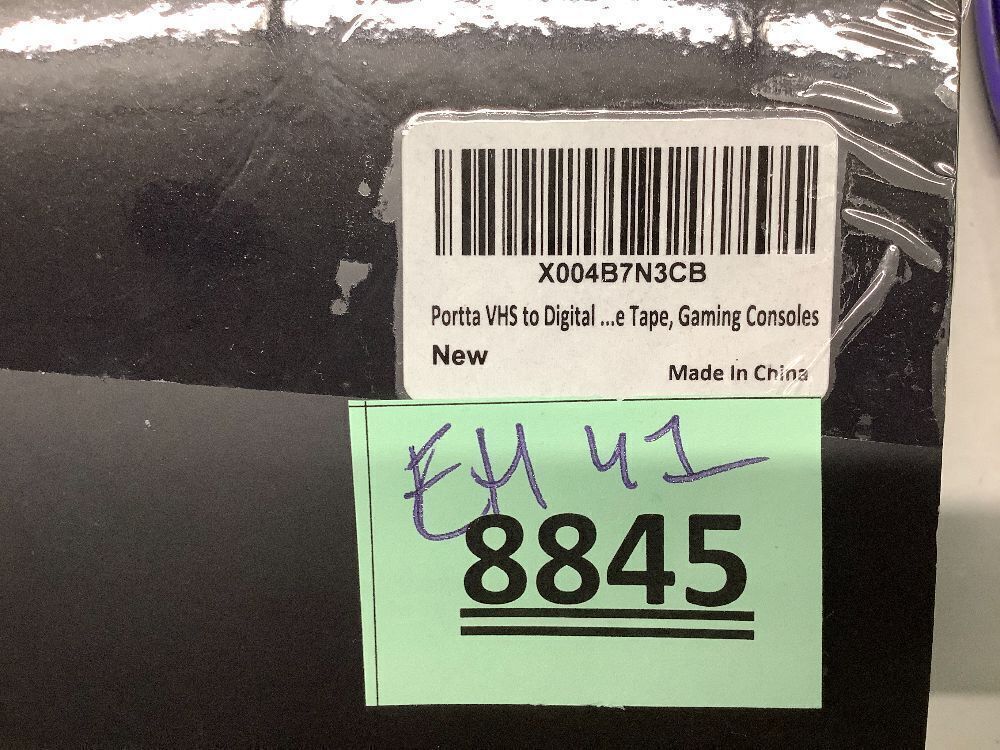 X004B7N3CB
Portta VHS to Digital ...e Tape, Gaming Consoles
New
Made In China
EH 41
8845